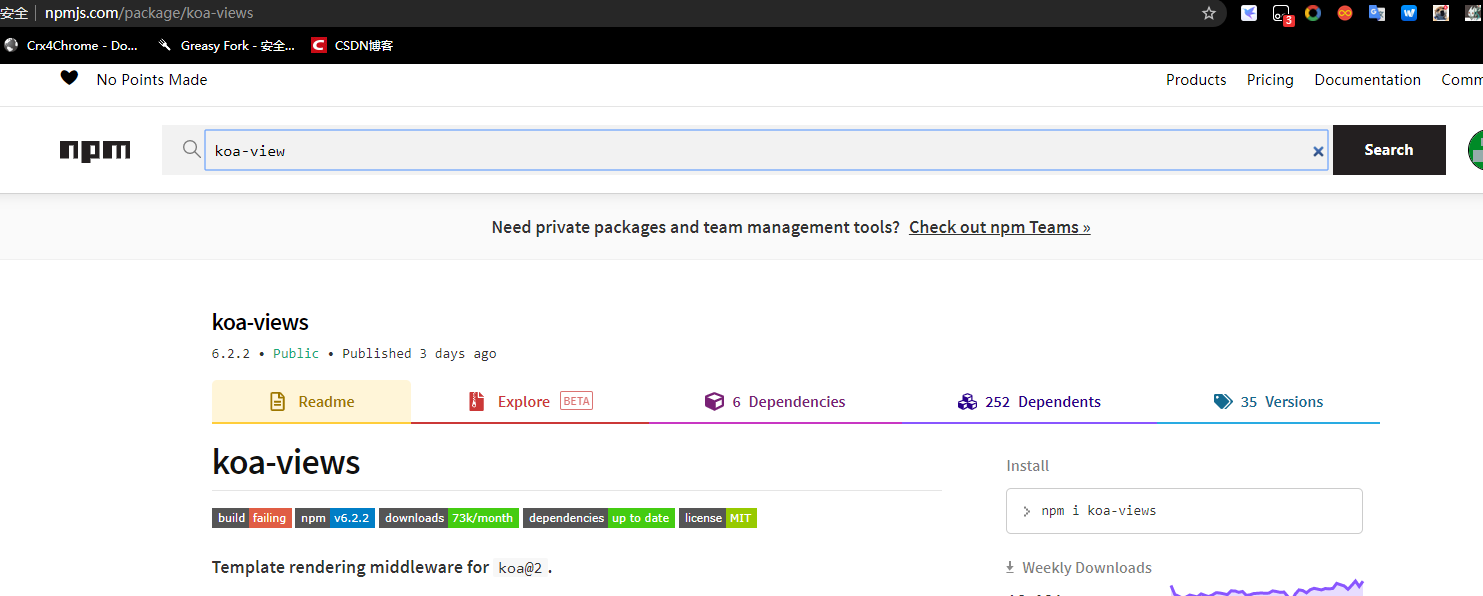 安全 npmjs.com/package/koa-views
3
Crx4Chrome - Do... Greasy Fork - 安全... C CSDN博客
No Points Made Products Pricing Documentation
npm koa-view Search
Need private packages and team management tools? Check out npm Teams »
koa-views
6.2.2 • Public • Published 3 days ago
Readme Explore BETA 6 Dependencies 252 Dependents 35 Versions
koa-views
Install
build failing npm v6.2.2 downloads 73k/month dependencies up to date license MIT
> npm i koa-views
Template rendering middleware for koa@2.
Weekly Downloads